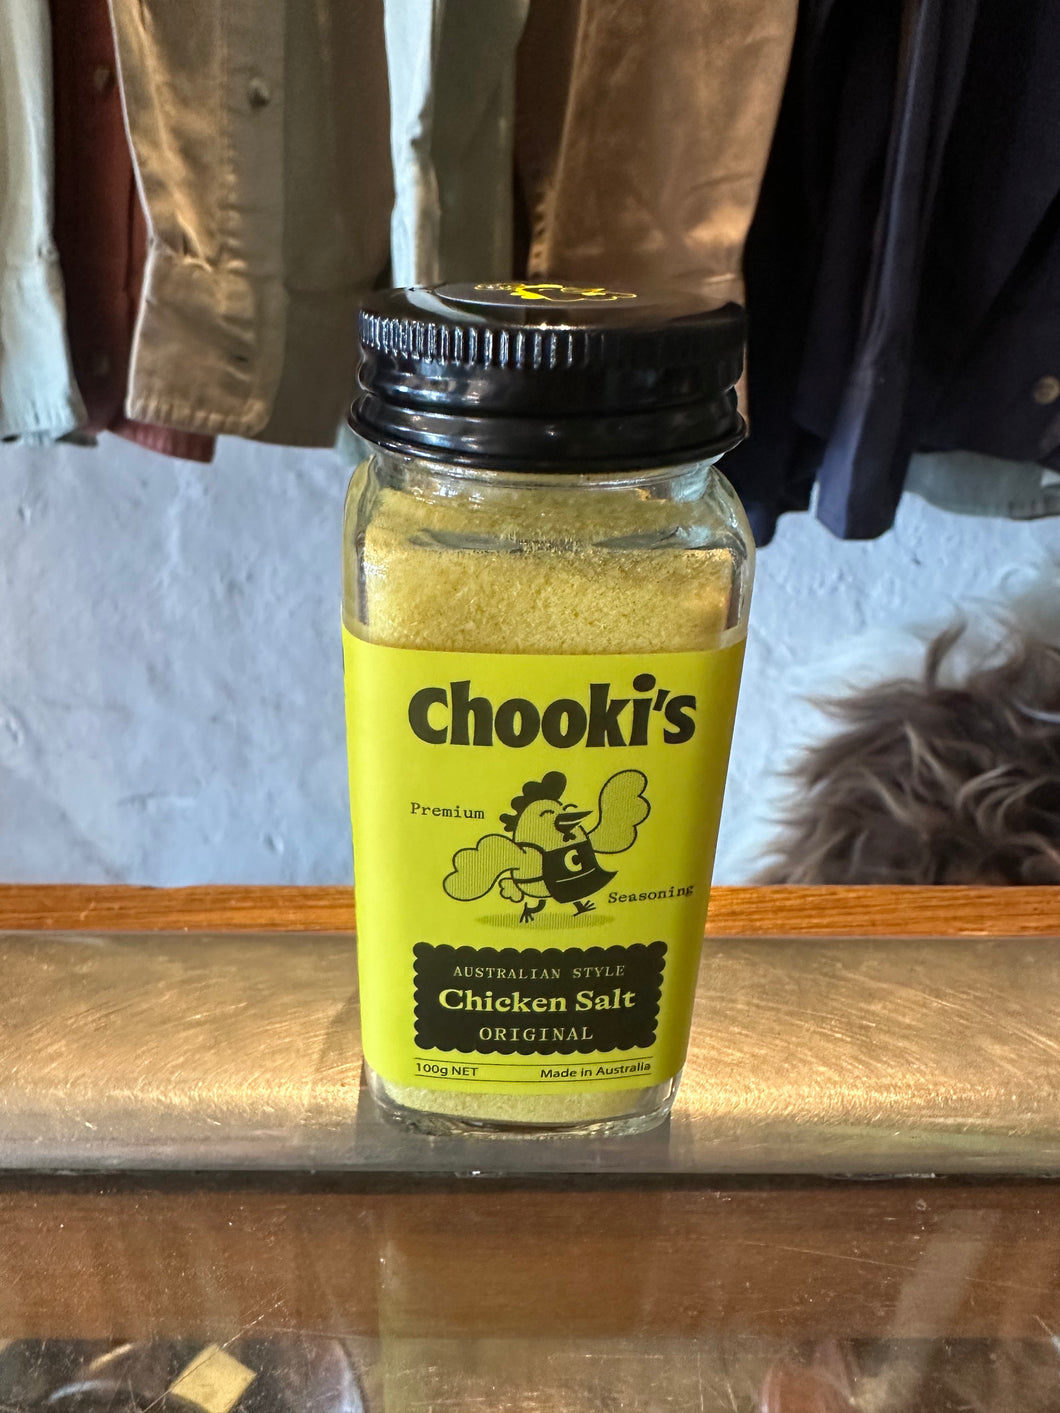 Chooki's
Premium
C
Seasoning
AUSTRALIAN STYLE
Chicken Salt
ORIGINAL
100g NET
Made in Australia